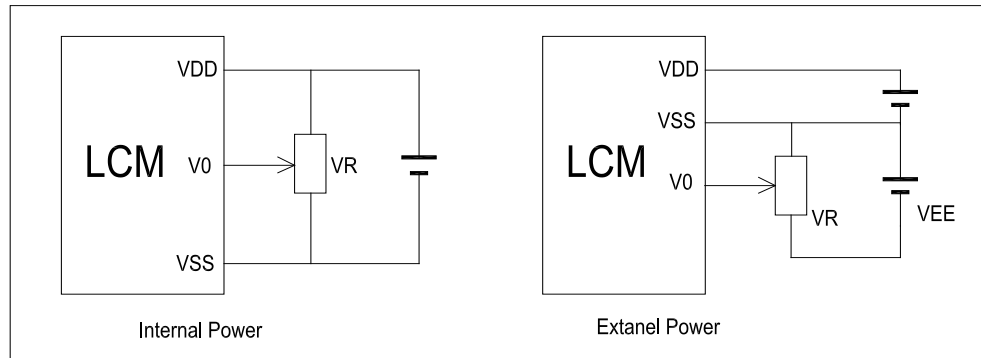 VDD
LCM
V0
VR
VSS
Internal Power
VDD
VSS
LCM
V0
VR
VEE
Extanel Power